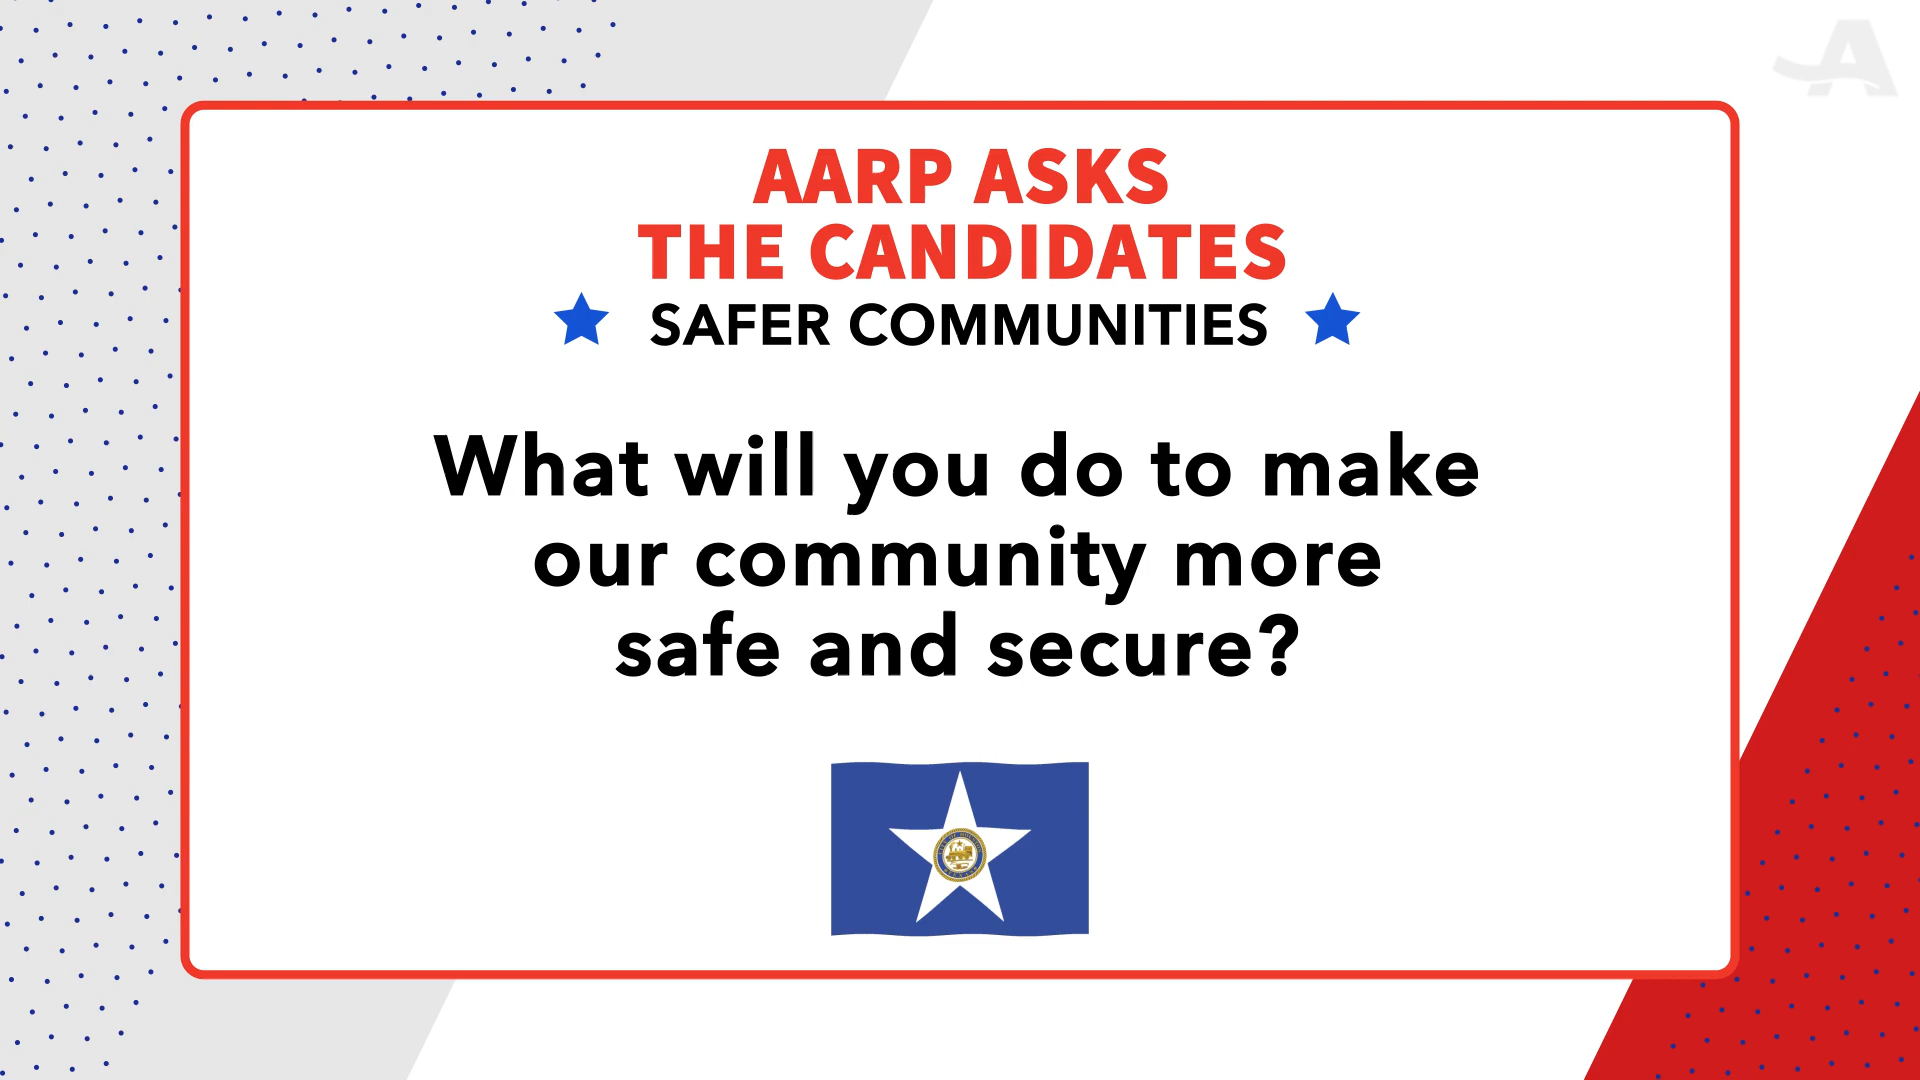 AARP ASKS
THE CANDIDATES
SAFER COMMUNITIES
What will you do to make
our community more
safe and secure?